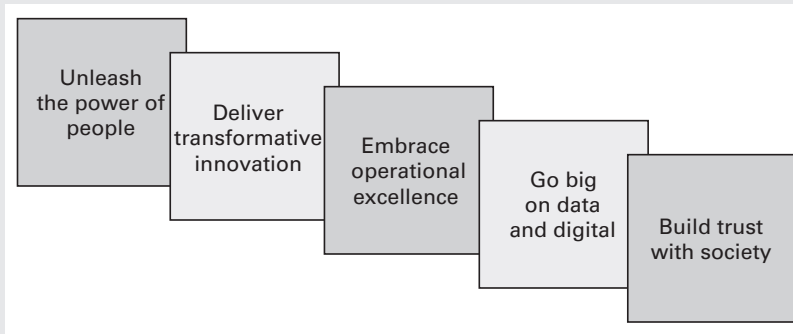 Unleash
the power of
people
Deliver
transformative
innovation
Embrace
operational
excellence
Go big
on data
and digital
Build trust
with society